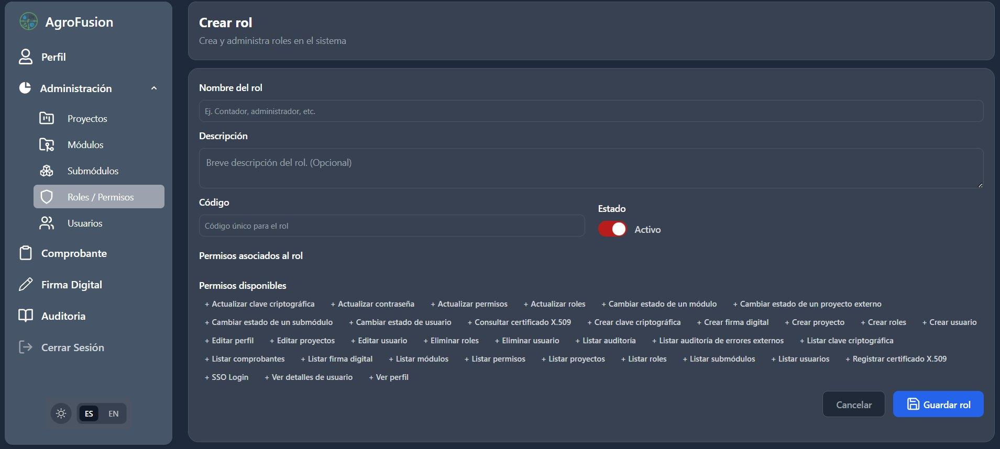 AgroFusion
Perfil
Administración
Proyectos
Módulos
Submódulos
Roles / Permisos
Usuarios
Comprobante
Firma Digital
Auditoria
Cerrar Sesión
ES EN
Crear rol
Crea y administra roles en el sistema
Nombre del rol
Ej. Contador, administrador, etc.
Descripción
Breve descripción del rol. (Opcional)
Código
Código único para el rol
Estado
Activo
Permisos asociados al rol
Permisos disponibles
+ Actualizar clave criptográfica + Actualizar contraseña + Actualizar permisos + Actualizar roles + Cambiar estado de un módulo + Cambiar estado de un proyecto externo
+ Cambiar estado de un submódulo + Cambiar estado de usuario + Consultar certificado X.509 + Crear clave criptográfica + Crear firma digital + Crear proyecto + Crear roles + Crear usuario
+ Editar perfil + Editar proyectos + Editar usuario + Eliminar roles + Eliminar usuario + Listar auditoría + Listar auditoría de errores externos + Listar clave criptográfica
+ Listar comprobantes + Listar firma digital + Listar módulos + Listar permisos + Listar proyectos + Listar roles + Listar submódulos + Listar usuarios + Registrar certificado X.509
+ SSO Login + Ver detalles de usuario + Ver perfil
Cancelar Guardar rol